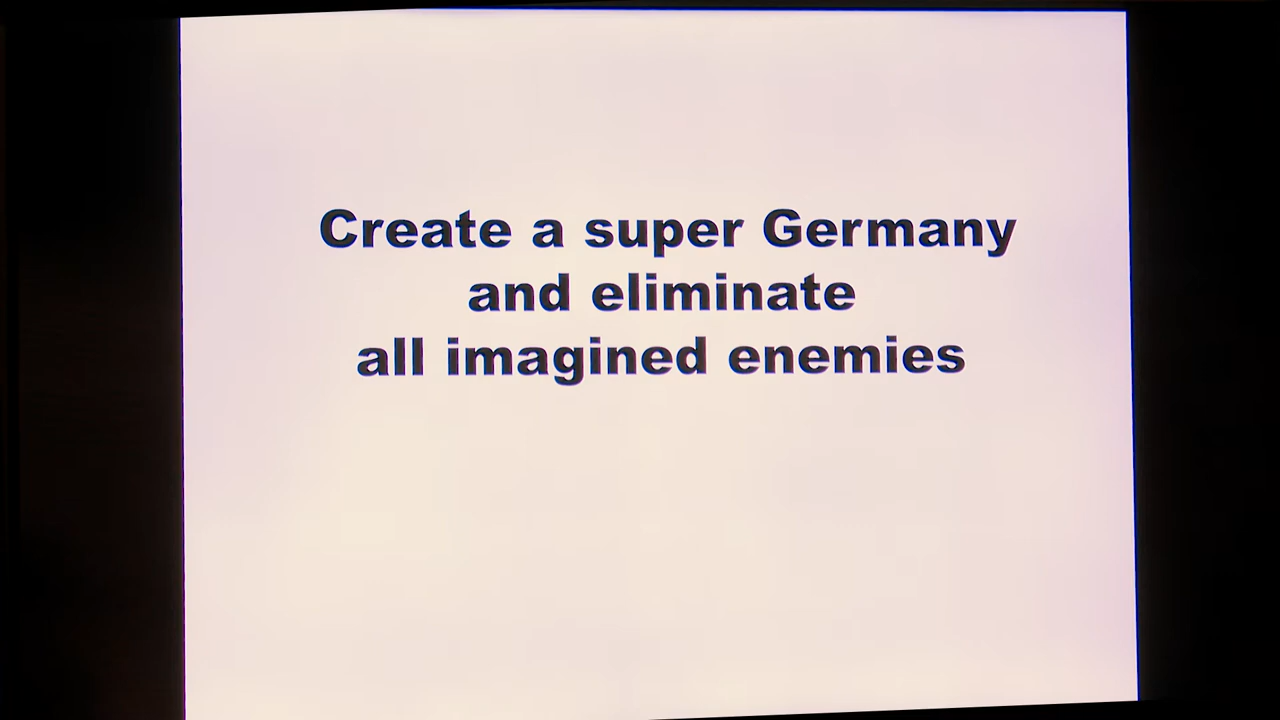 Create a super Germany
and eliminate
all imagined enemies